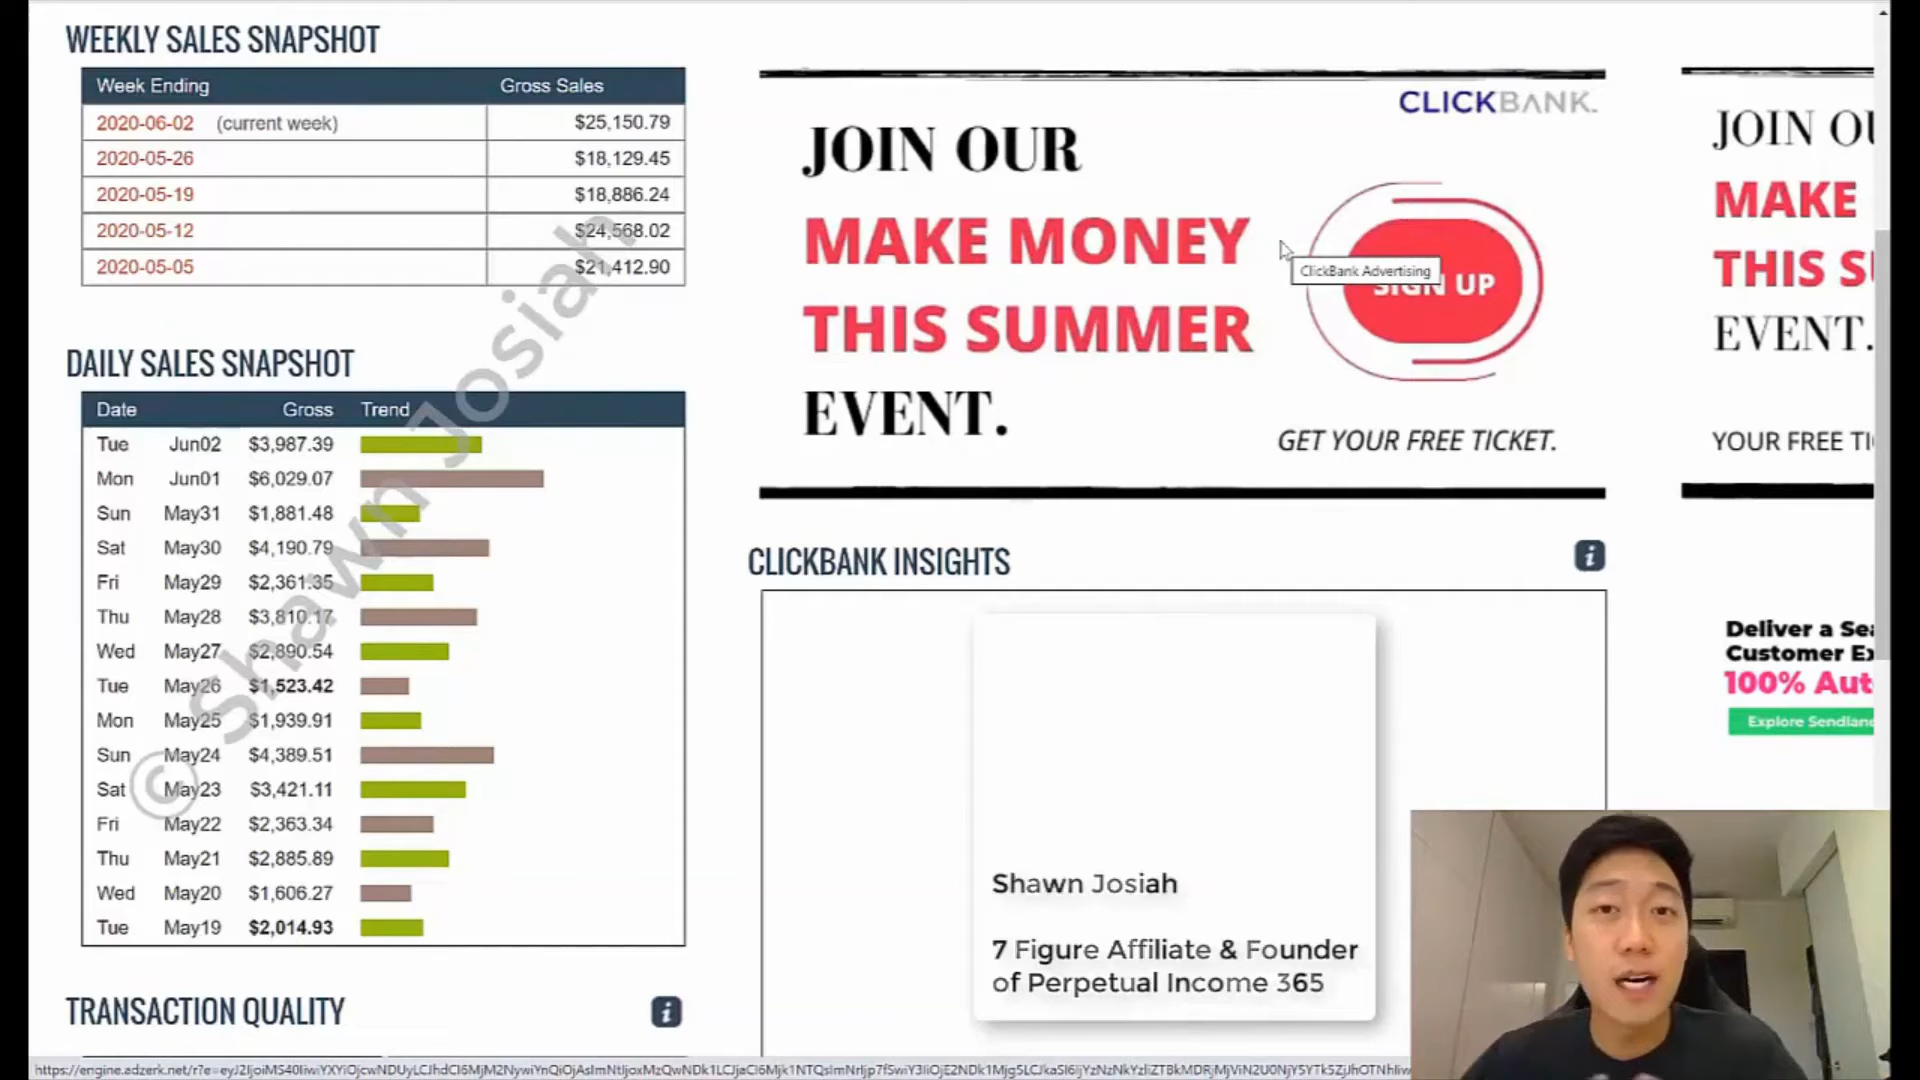 WEEKLY SALES SNAPSHOT
Week Ending Gross Sales
2020-06-02 (current week) $25,150.79
2020-05-26 $18,129.45
2020-05-19 $18,886.24
2020-05-12 $24,568.02
2020-05-05 $21,412.90
DAILY SALES SNAPSHOT
Date Gross Trend
Tue Jun02 $3,987.39
Mon Jun01 $6,029.07
Sun May31 $1,881.48
Sat May30 $4,190.79
Fri May29 $2,361.35
Thu May28 $3,810.17
Wed May27 $2,890.54
Tue May26 $1,523.42
Mon May25 $1,939.91
Sun May24 $4,389.51
Sat May23 $3,421.11
Fri May22 $2,363.34
Thu May21 $2,885.89
Wed May20 $1,606.27
Tue May19 $2,014.93
© Shawn Josiah
TRANSACTION QUALITY
i
CLICKBANK.
JOIN OUR
MAKE MONEY
THIS SUMMER
EVENT.
ClickBank Advertising
SIGN UP
GET YOUR FREE TICKET.
CLICKBANK INSIGHTS
i
Shawn Josiah
7 Figure Affiliate & Founder
of Perpetual Income 365
JOIN OU
MAKE
THIS SU
EVENT.
YOUR FREE TI
Deliver a Sea
Customer Ex
100% Aut
Explore Sendlane